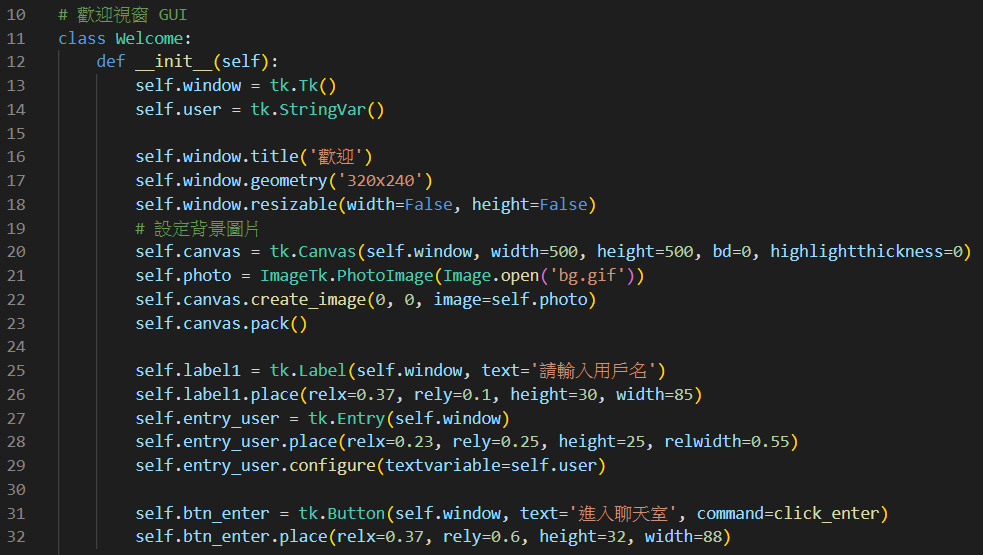 10 # 歡迎視窗 GUI
11 class Welcome:
12     def __init__(self):
13         self.window = tk.Tk()
14         self.user = tk.StringVar()
15
16         self.window.title('歡迎')
17         self.window.geometry('320x240')
18         self.window.resizable(width=False, height=False)
19         # 設定背景圖片
20         self.canvas = tk.Canvas(self.window, width=500, height=500, bd=0, highlightthickness=0)
21         self.photo = ImageTk.PhotoImage(Image.open('bg.gif'))
22         self.canvas.create_image(0, 0, image=self.photo)
23         self.canvas.pack()
24
25         self.label1 = tk.Label(self.window, text='請輸入用戶名')
26         self.label1.place(relx=0.37, rely=0.1, height=30, width=85)
27         self.entry_user = tk.Entry(self.window)
28         self.entry_user.place(relx=0.23, rely=0.25, height=25, relwidth=0.55)
29         self.entry_user.configure(textvariable=self.user)
30
31         self.btn_enter = tk.Button(self.window, text='進入聊天室', command=click_enter)
32         self.btn_enter.place(relx=0.37, rely=0.6, height=32, width=88)